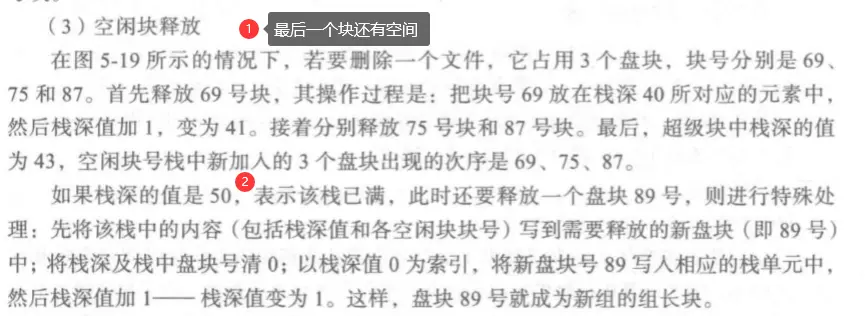 （3）空闲块释放 1 最后一个块还有空间
在图 5-19 所示的情况下，若要删除一个文件，它占用 3 个盘块，块号分别是 69、
75 和 87。首先释放 69 号块，其操作过程是：把块号 69 放在栈深 40 所对应的元素中，
然后栈深值加 1，变为 41。接着分别释放 75 号块和 87 号块。最后，超级块中栈深的值
为 43，空闲块号栈中新加入的 3 个盘块出现的次序是 69、75、87。
如果栈深的值是 50，2 表示该栈已满，此时还要释放一个盘块 89 号，则进行特殊处
理：先将该栈中的内容（包括栈深值和各空闲块块号）写到需要释放的新盘块（即 89 号）
中；将栈深及栈中盘块号清 0；以栈深值 0 为索引，将新盘块号 89 写入相应的栈单元中，
然后栈深值加 1—— 栈深值变为 1。这样，盘块 89 号就成为新组的组长块。